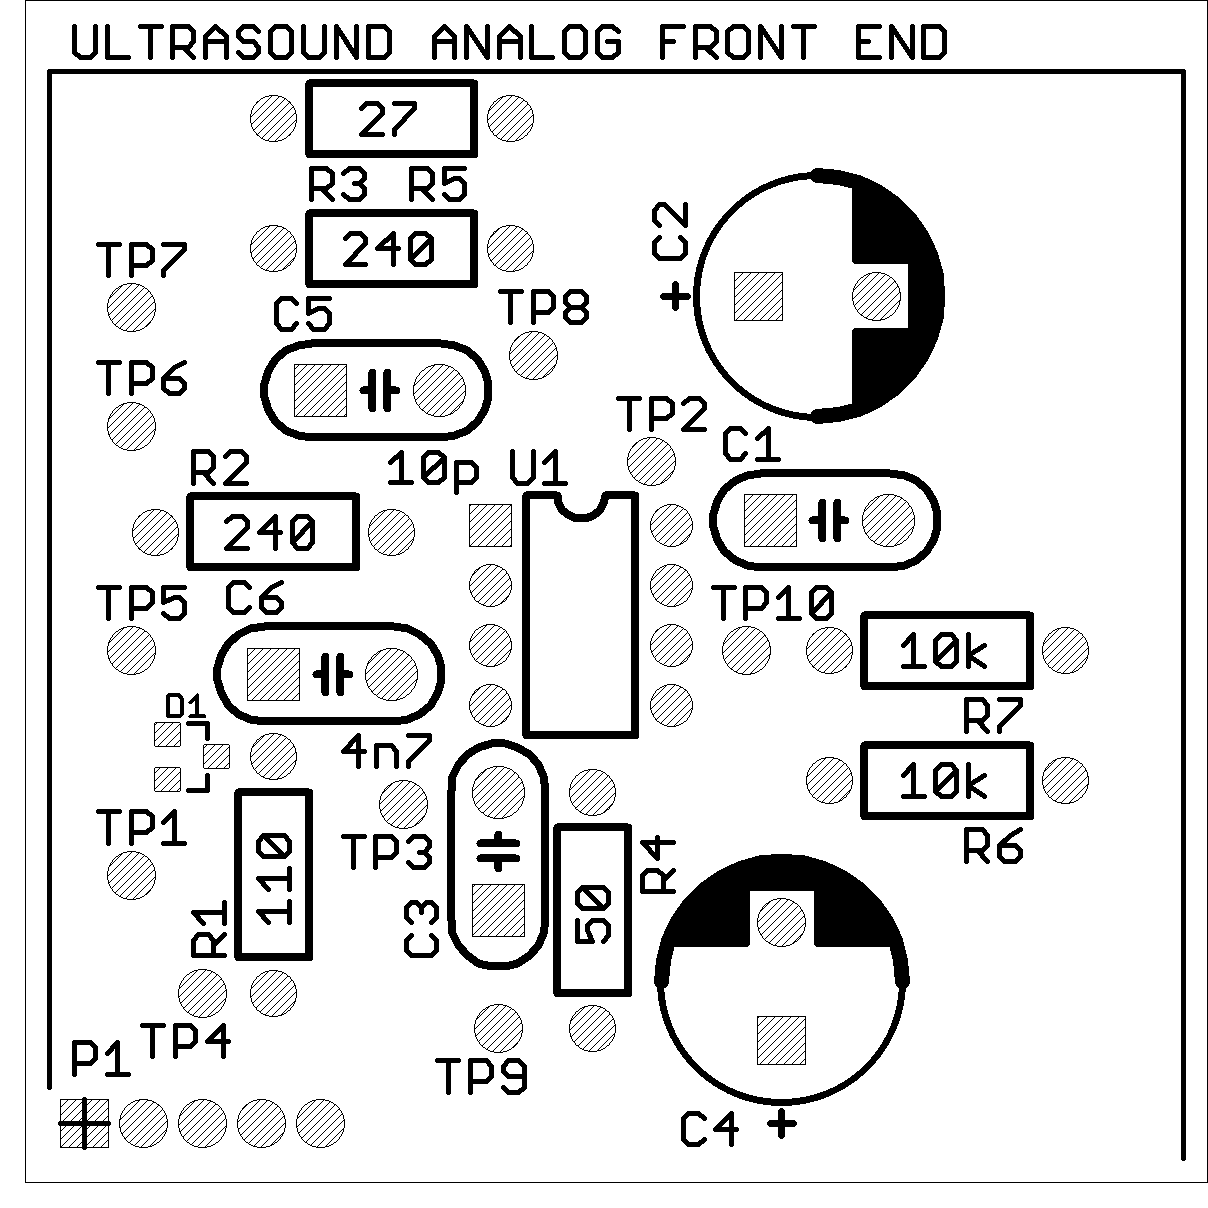 ULTRASOUND ANALOG FRONT END
27
R3 R5
240
TP7
C5
TP8
C2
+
TP6
TP2
C1
R2
10p
U1
240
TP5
C6
TP10
10k
R7
D1
4n7
10k
TP1
TP3
R6
110
R1
C3
50
R4
TP4
P1
TP9
C4
+